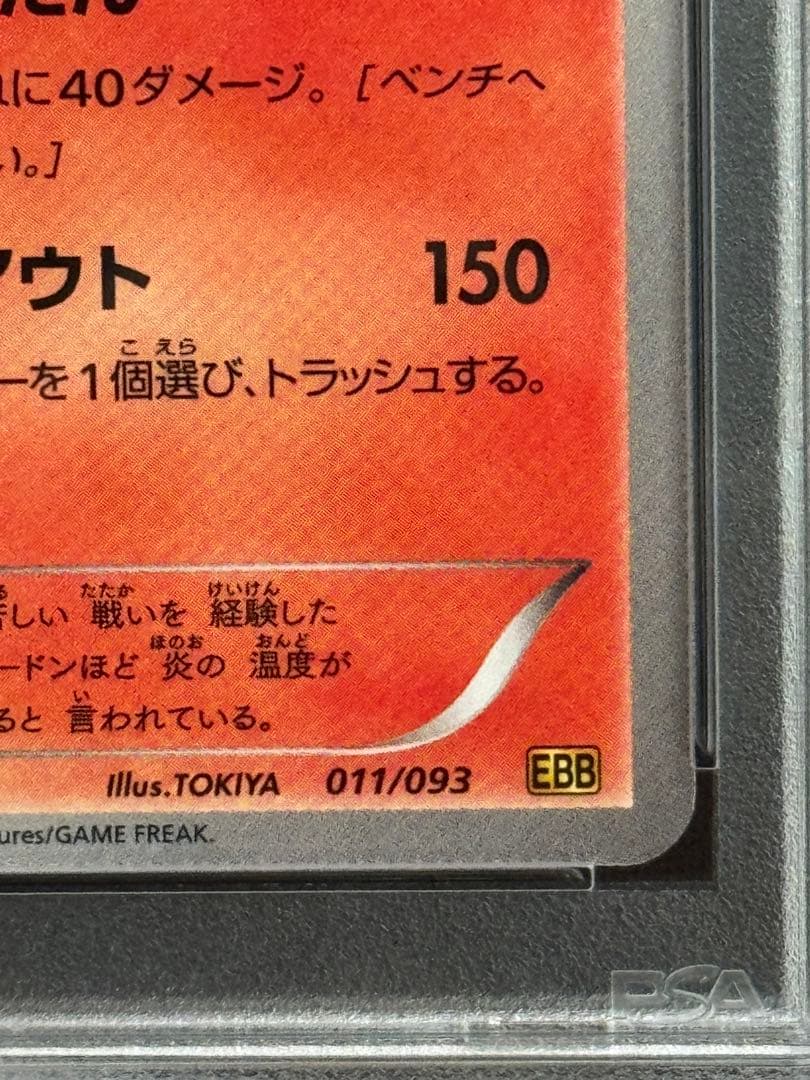 れに40ダメージ。[ベンチへ
い。]
アウト 150
ーを1個選び、トラッシュする。
苦しい 戦いを 経験した
ードンほど 炎の 温度が
ると 言われている。
Illus.TOKIYA 011/093 EBB
ures/GAME FREAK.
PSA